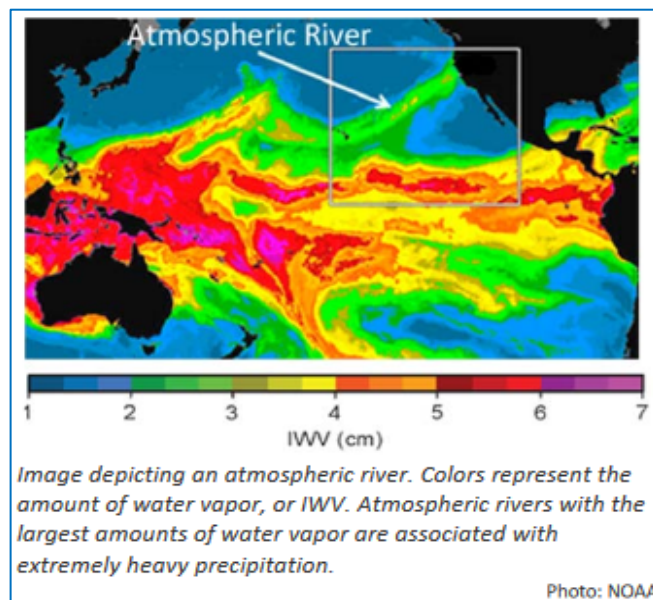 Atmospheric River
1 2 3 4 5 6 7
IWV (cm)
Image depicting an atmospheric river. Colors represent the
amount of water vapor, or IWV. Atmospheric rivers with the
largest amounts of water vapor are associated with
extremely heavy precipitation.
Photo: NOAA